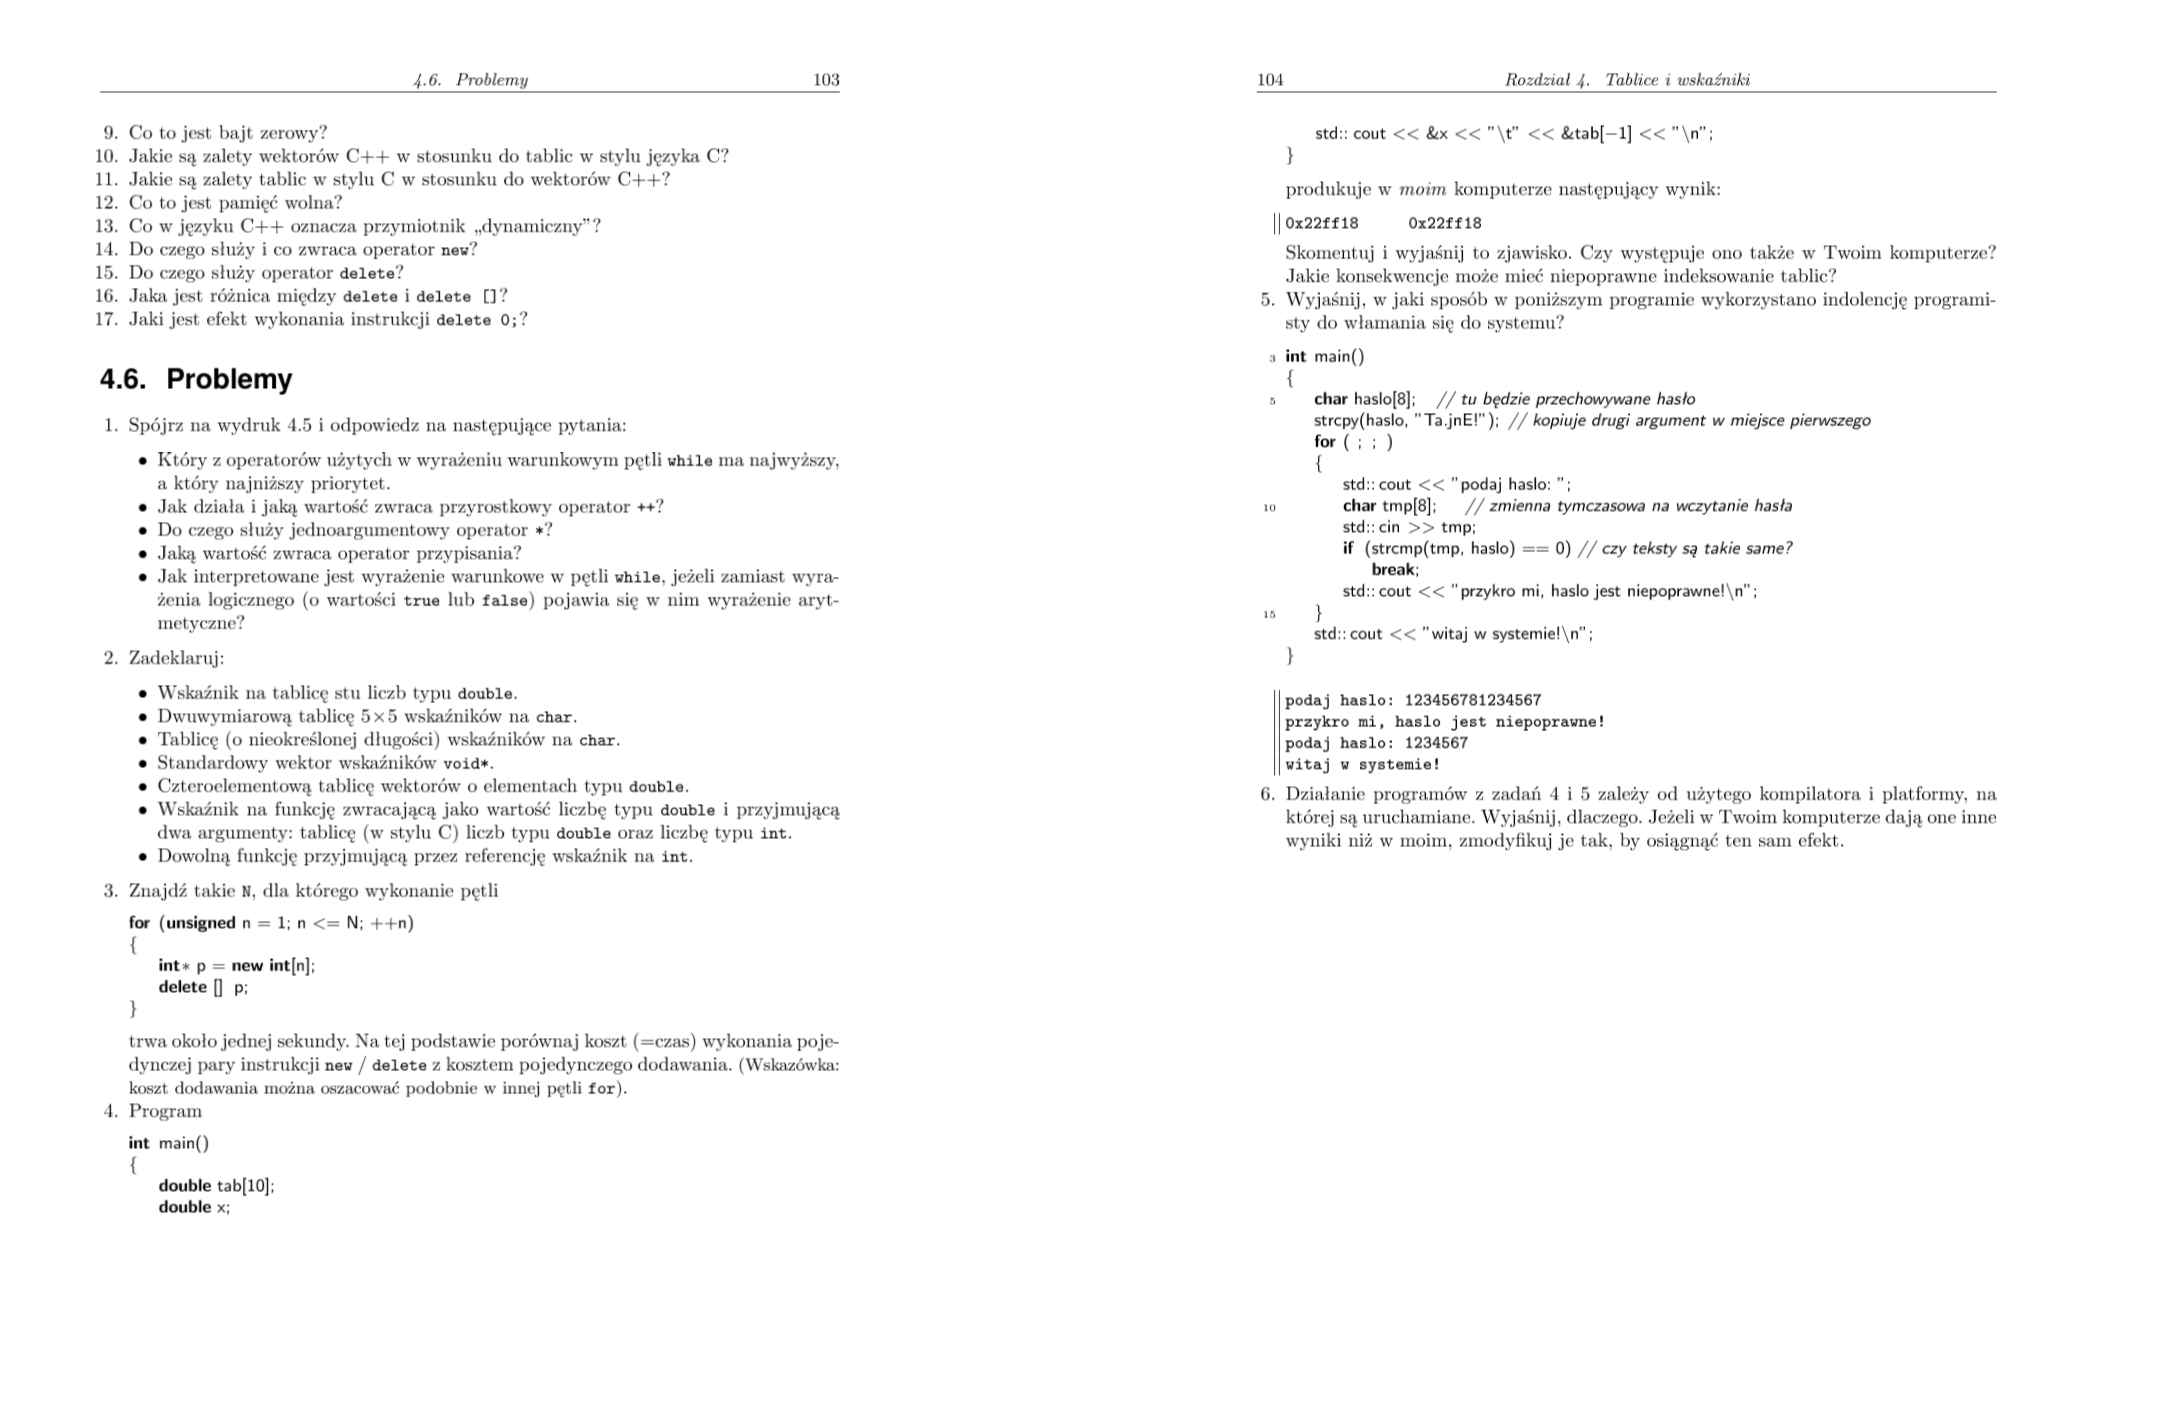 4.6. Problemy 103
9. Co to jest bajt zerowy?
10. Jakie są zalety wektorów C++ w stosunku do tablic w stylu języka C?
11. Jakie są zalety tablic w stylu C w stosunku do wektorów C++?
12. Co to jest pamięć wolna?
13. Co w języku C++ oznacza przymiotnik „dynamiczny”?
14. Do czego służy i co zwraca operator new?
15. Do czego służy operator delete?
16. Jaka jest różnica między delete i delete []?
17. Jaki jest efekt wykonania instrukcji delete 0;?
4.6. Problemy
1. Spójrz na wydruk 4.5 i odpowiedz na następujące pytania:
• Który z operatorów użytych w wyrażeniu warunkowym pętli while ma najwyższy,
a który najniższy priorytet.
• Jak działa i jaką wartość zwraca przyrostkowy operator ++?
• Do czego służy jednoargumentowy operator *?
• Jaką wartość zwraca operator przypisania?
• Jak interpretowane jest wyrażenie warunkowe w pętli while, jeżeli zamiast wyra-
żenia logicznego (o wartości true lub false) pojawia się w nim wyrażenie aryt-
metyczne?
2. Zadeklaruj:
• Wskaźnik na tablicę stu liczb typu double.
• Dwuwymiarową tablicę 5×5 wskaźników na char.
• Tablicę (o nieokreślonej długości) wskaźników na char.
• Standardowy wektor wskaźników void*.
• Czteroelementową tablicę wektorów o elementach typu double.
• Wskaźnik na funkcję zwracającą jako wartość liczbę typu double i przyjmującą
dwa argumenty: tablicę (w stylu C) liczb typu double oraz liczbę typu int.
• Dowolną funkcję przyjmującą przez referencję wskaźnik na int.
3. Znajdź takie N, dla którego wykonanie pętli
for (unsigned n = 1; n <= N; ++n)
{
int* p = new int[n];
delete [] p;
}
trwa około jednej sekundy. Na tej podstawie porównaj koszt (=czas) wykonania poje-
dynczej pary instrukcji new / delete z kosztem pojedynczego dodawania. (Wskazówka:
koszt dodawania można oszacować podobnie w innej pętli for).
4. Program
int main()
{
double tab[10];
double x;
104 Rozdział 4. Tablice i wskaźniki
std:: cout << &x << "\t" << &tab[−1] << "\n";
}
produkuje w moim komputerze następujący wynik:
0x22ff18 0x22ff18
Skomentuj i wyjaśnij to zjawisko. Czy występuje ono także w Twoim komputerze?
Jakie konsekwencje może mieć niepoprawne indeksowanie tablic?
5. Wyjaśnij, w jaki sposób w poniższym programie wykorzystano indolencję programi-
sty do włamania się do systemu?
3 int main()
{
5 char haslo[8]; // tu będzie przechowywane hasło
strcpy(haslo, "Ta.jnE!"); // kopiuje drugi argument w miejsce pierwszego
for ( ; ; )
{
std:: cout << "podaj haslo: ";
10 char tmp[8]; // zmienna tymczasowa na wczytanie hasła
std:: cin >> tmp;
if (strcmp(tmp, haslo) == 0) // czy teksty są takie same?
break;
std:: cout << "przykro mi, haslo jest niepoprawne!\n";
15 }
std:: cout << "witaj w systemie!\n";
}
podaj haslo: 123456781234567
przykro mi, haslo jest niepoprawne!
podaj haslo: 1234567
witaj w systemie!
6. Działanie programów z zadań 4 i 5 zależy od użytego kompilatora i platformy, na
której są uruchamiane. Wyjaśnij, dlaczego. Jeżeli w Twoim komputerze dają one inne
wyniki niż w moim, zmodyfikuj je tak, by osiągnąć ten sam efekt.